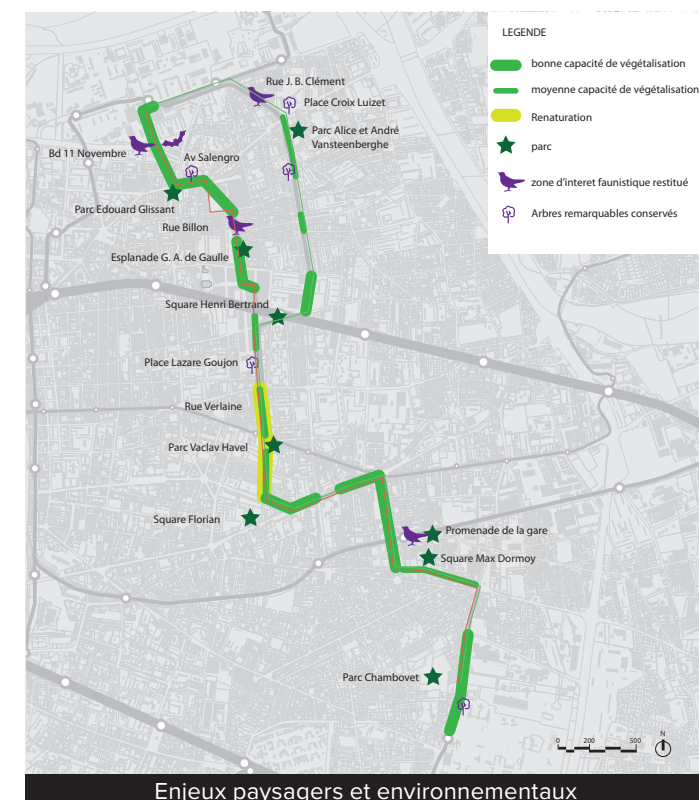 LEGENDE
bonne capacité de végétalisation
moyenne capacité de végétalisation
Renaturation
parc
zone d'interet faunistique restitué
Arbres remarquables conservés
Rue J. B. Clément
Place Croix Luizet
Parc Alice et André
Vansteenberghe
Bd 11 Novembre
Av Salengro
Parc Edouard Glissant
Rue Billon
Esplanade G. A. de Gaulle
Square Henri Bertrand
Place Lazare Goujon
Rue Verlaine
Parc Vaclav Havel
Square Florian
Promenade de la gare
Square Max Dormoy
Parc Chambovet
0 200 500
N
Enjeux paysagers et environnementaux